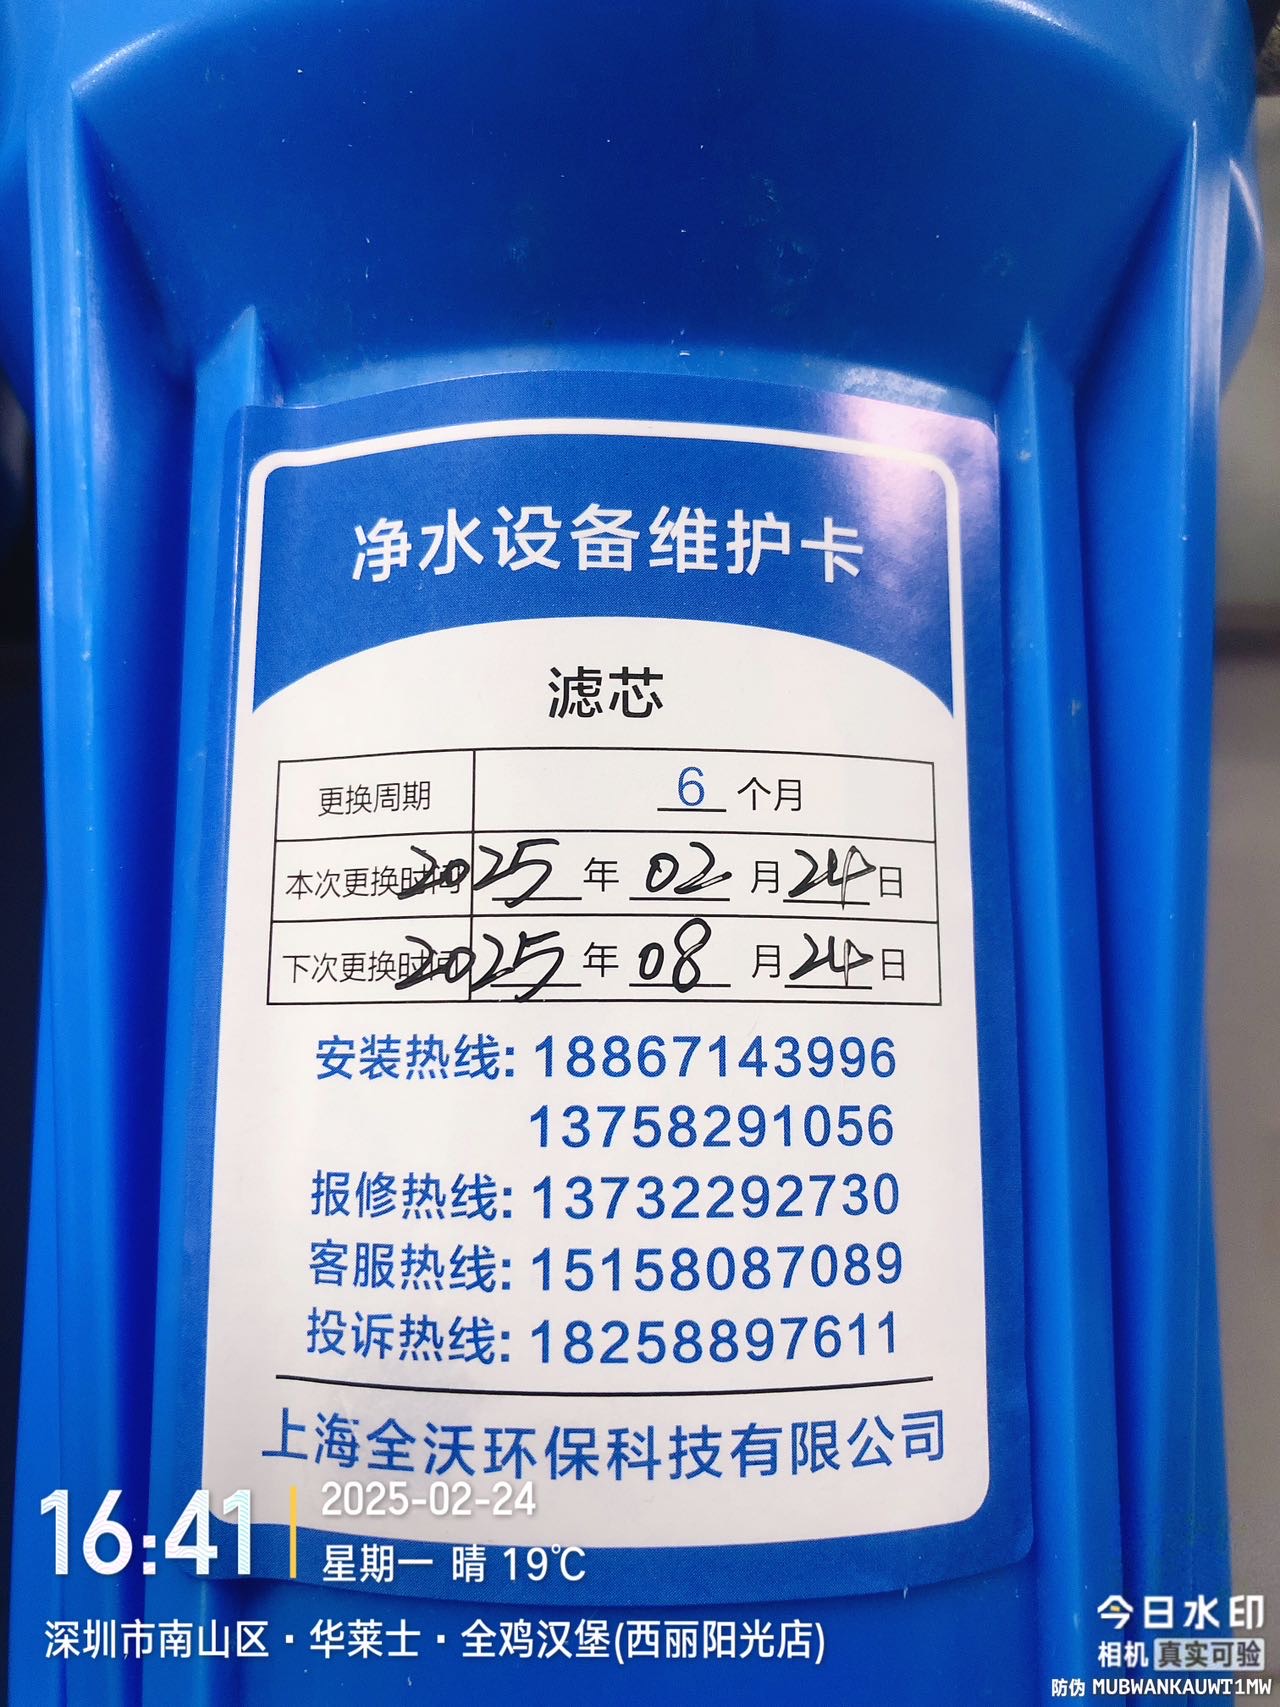 净水设备维护卡
滤芯
更换周期 6 个月
本次更换时间 2025 年 02 月 24 日
下次更换时间 2025 年 08 月 24 日
安装热线: 18867143996
13758291056
报修热线: 13732292730
客服热线: 15158087089
投诉热线: 18258897611
上海全沃环保科技有限公司
16:41
2025-02-24
星期一 晴 19℃
深圳市南山区·华莱士·全鸡汉堡(西丽阳光店)
今日水印
相机 真实可验
防伪 MUBWANKAUWT1MW